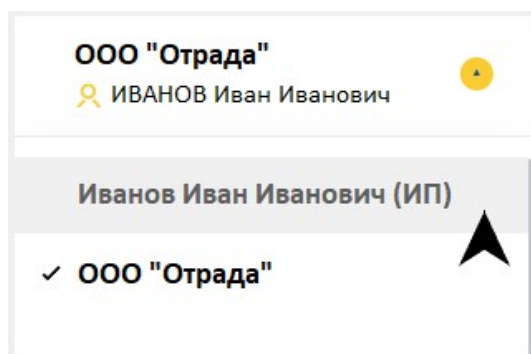 ООО "Отрада"
ИВАНОВ Иван Иванович
Иванов Иван Иванович (ИП)
ООО "Отрада"